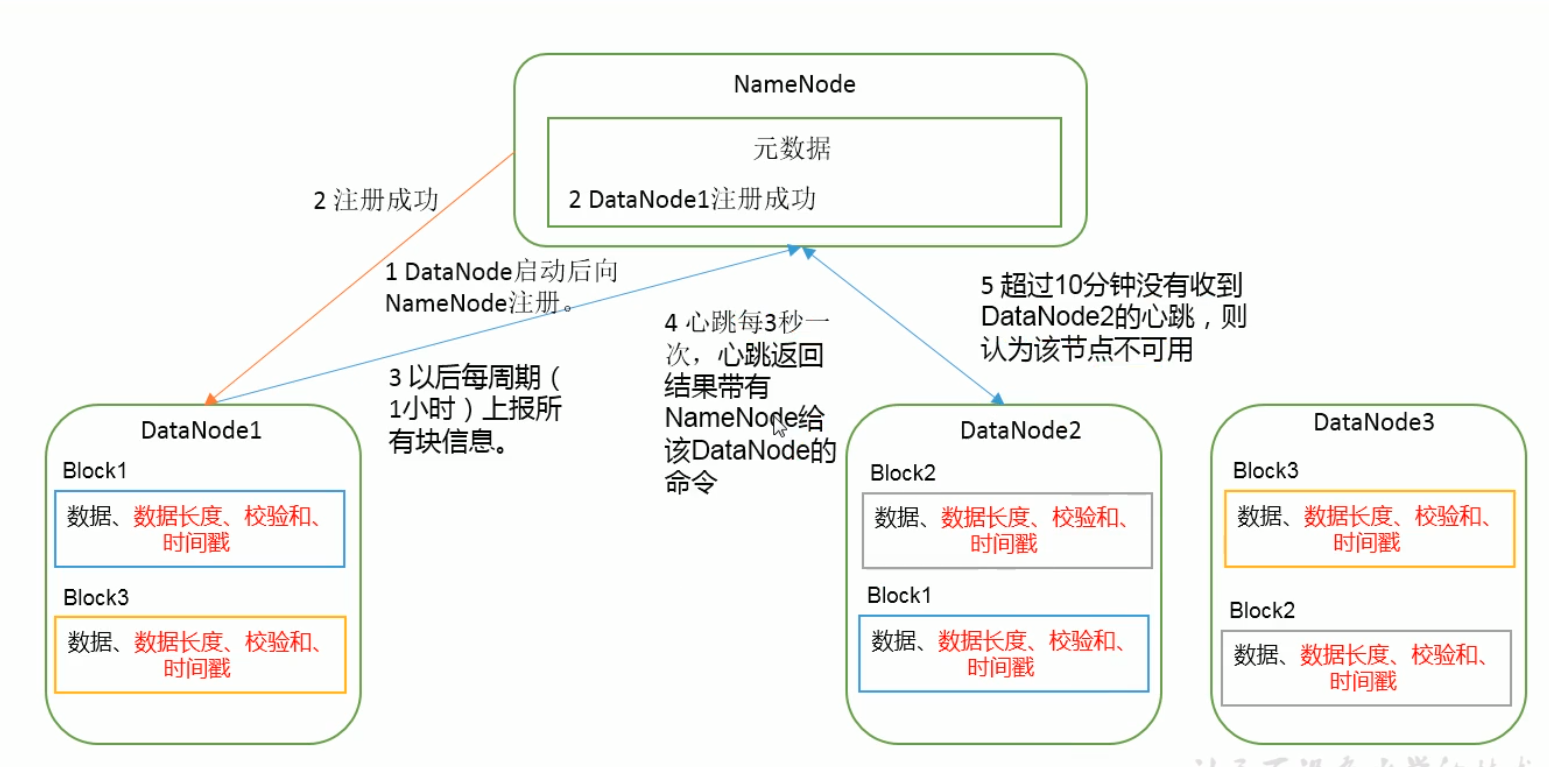 NameNode
元数据
2 DataNode1注册成功
2 注册成功
1 DataNode启动后向
NameNode注册。
3 以后每周期（
1小时）上报所
有块信息。
4 心跳每3秒一
次，心跳返回
结果带有
NameNode给
该DataNode的
命令
5 超过10分钟没有收到
DataNode2的心跳，则
认为该节点不可用
DataNode1
Block1
数据、数据长度、校验和、
时间戳
Block3
数据、数据长度、校验和、
时间戳
DataNode2
Block2
数据、数据长度、校验和、
时间戳
Block1
数据、数据长度、校验和、
时间戳
DataNode3
Block3
数据、数据长度、校验和、
时间戳
Block2
数据、数据长度、校验和、
时间戳